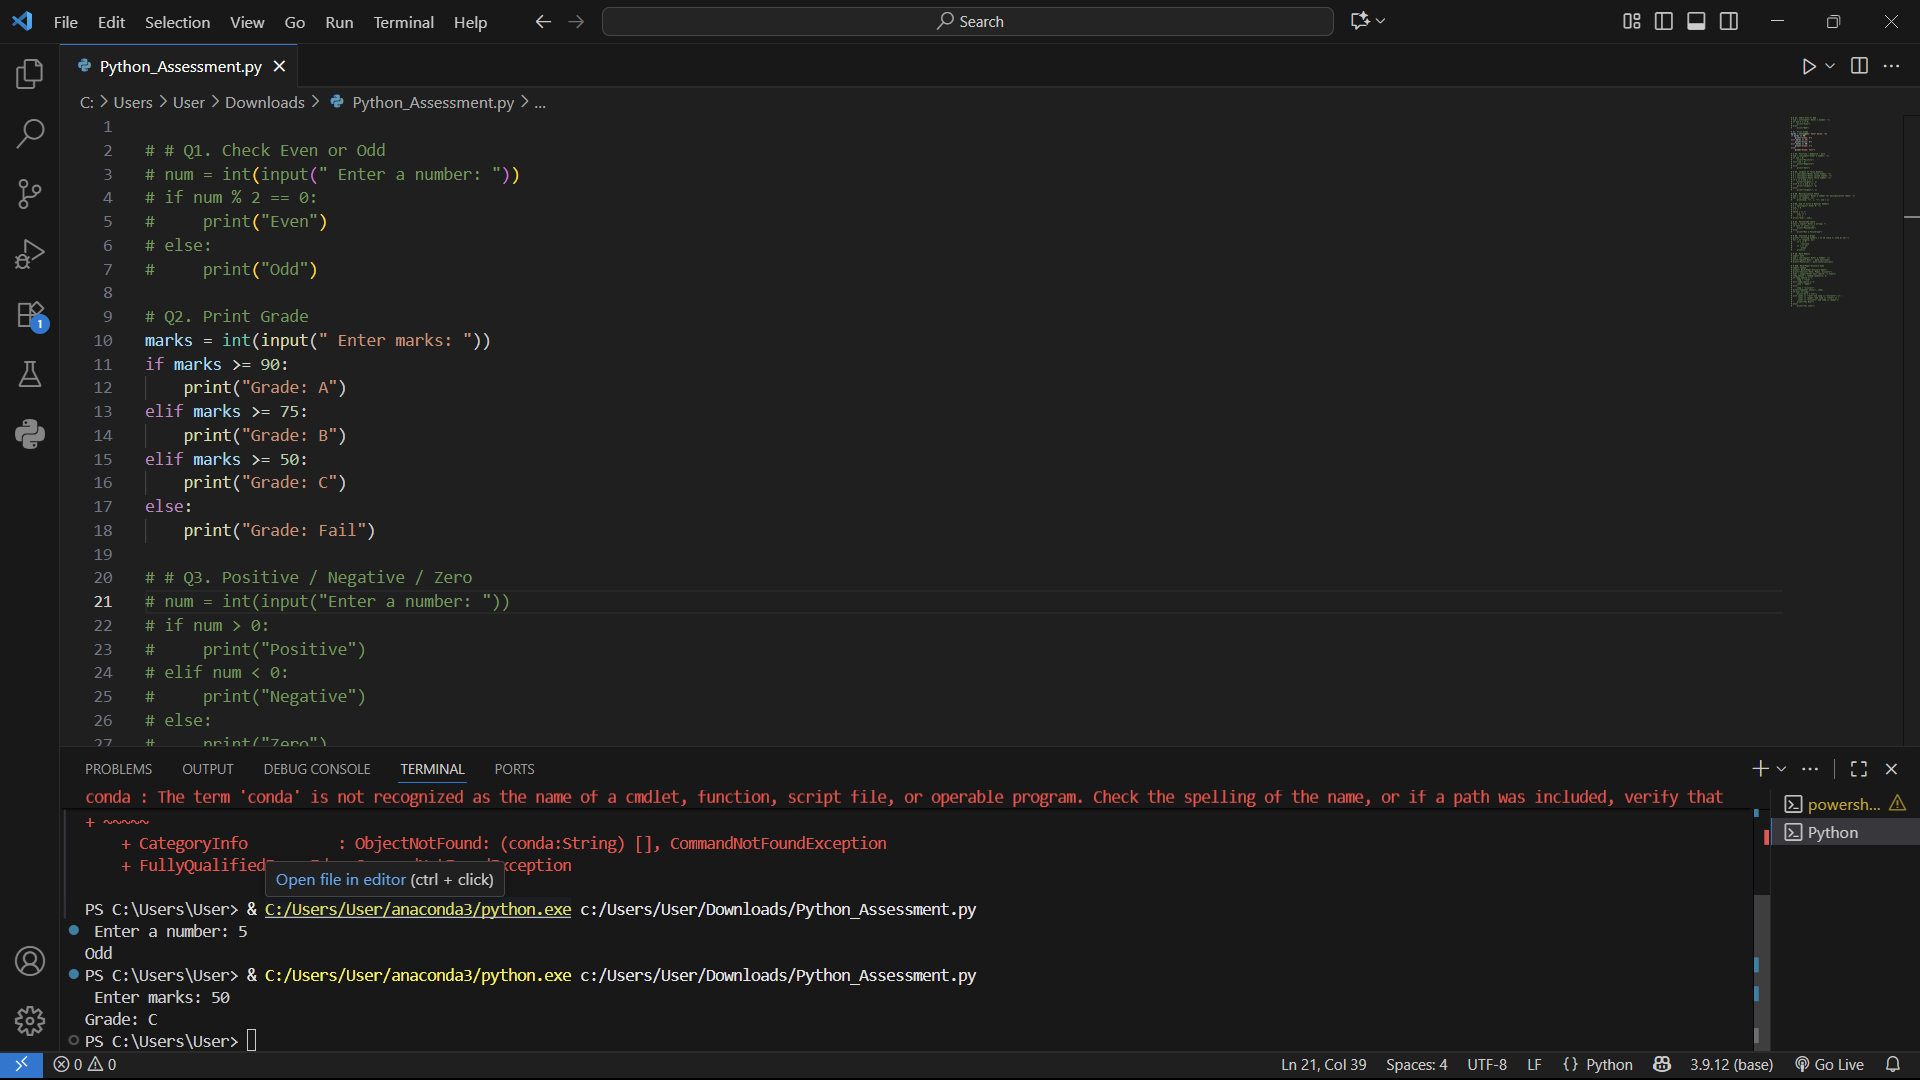 File Edit Selection View Go Run Terminal Help
Search
Python_Assessment.py
C: > Users > User > Downloads > Python_Assessment.py > ...
1
2 # # Q1. Check Even or Odd
3 # num = int(input(" Enter a number: "))
4 # if num % 2 == 0:
5 #     print("Even")
6 # else:
7 #     print("Odd")
8
9 # Q2. Print Grade
10 marks = int(input(" Enter marks: "))
11 if marks >= 90:
12     print("Grade: A")
13 elif marks >= 75:
14     print("Grade: B")
15 elif marks >= 50:
16     print("Grade: C")
17 else:
18     print("Grade: Fail")
19
20 # # Q3. Positive / Negative / Zero
21 # num = int(input("Enter a number: "))
22 # if num > 0:
23 #     print("Positive")
24 # elif num < 0:
25 #     print("Negative")
26 # else:
27 #     print("Zero")
1
PROBLEMS OUTPUT DEBUG CONSOLE TERMINAL PORTS
conda : The term 'conda' is not recognized as the name of a cmdlet, function, script file, or operable program. Check the spelling of the name, or if a path was included, verify that
+ ~~~~~
+ CategoryInfo : ObjectNotFound: (conda:String) [], CommandNotFoundException
+ FullyQualified
Open file in editor (ctrl + click)
PS C:\Users\User> & C:/Users/User/anaconda3/python.exe c:/Users/User/Downloads/Python_Assessment.py
Enter a number: 5
Odd
PS C:\Users\User> & C:/Users/User/anaconda3/python.exe c:/Users/User/Downloads/Python_Assessment.py
Enter marks: 50
Grade: C
PS C:\Users\User>
powersh...
Python
0 0
Ln 21, Col 39 Spaces: 4 UTF-8 LF {} Python 3.9.12 (base) Go Live